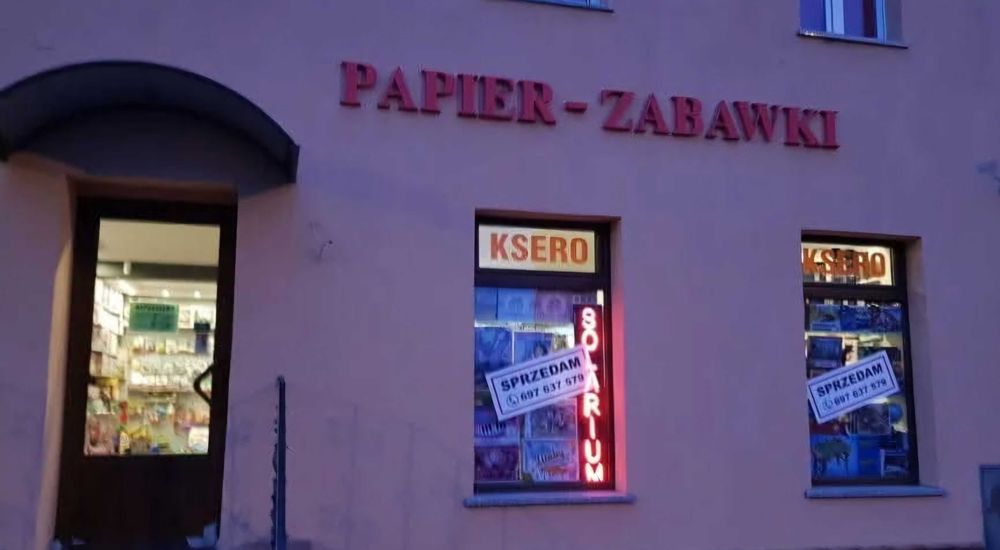 PAPIER - ZABAWKI
KSERO
SOLARIUM
SPRZEDAM
697 637 579
KSERO
SPRZEDAM
697 637 579